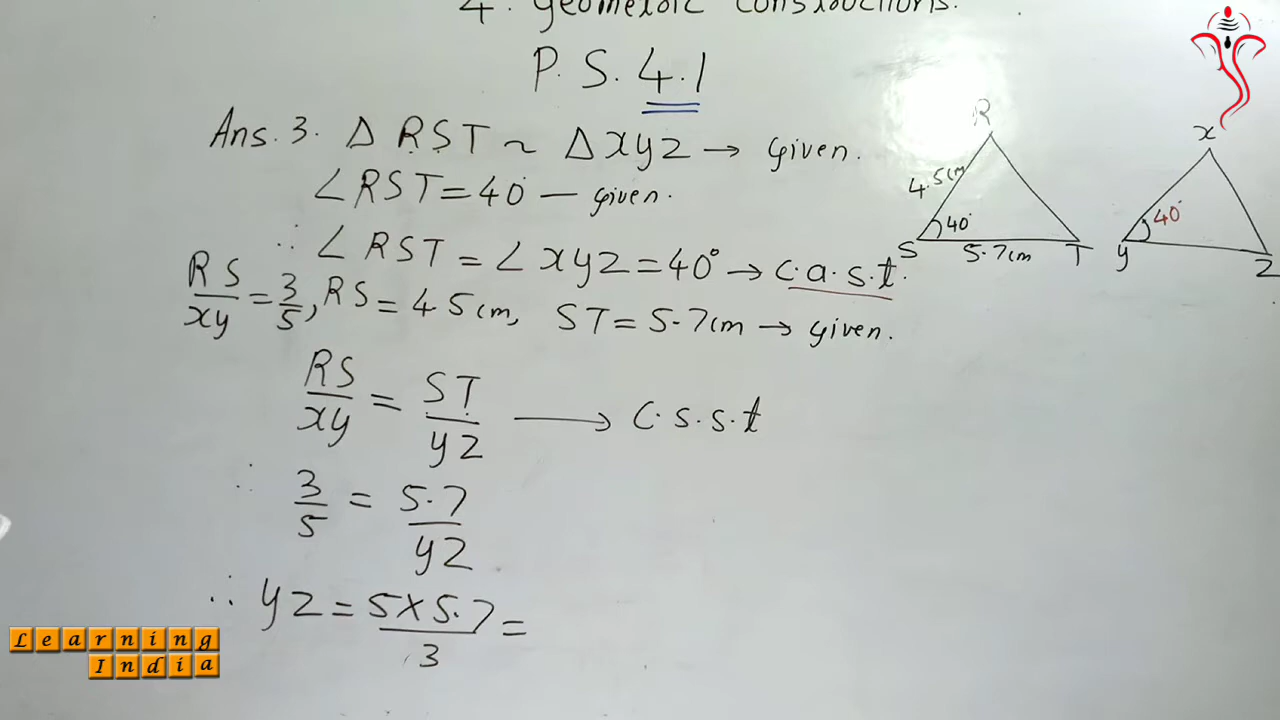 4. Geometric Constructions.
P. S. 4.1
Ans. 3. Δ RST ~ Δ XYZ → given.
∠RST = 40° — given.
∴ ∠RST = ∠XYZ = 40° → c.a.s.t.
RS/XY = 3/5, RS = 4.5cm, ST = 5.7cm → given.
RS/XY = ST/YZ → c.s.s.t
∴ 3/5 = 5.7/YZ
∴ YZ = 5×5.7/3 =
R
4.5cm
40°
S
5.7cm
T
X
40°
Y
Z
Learning
India